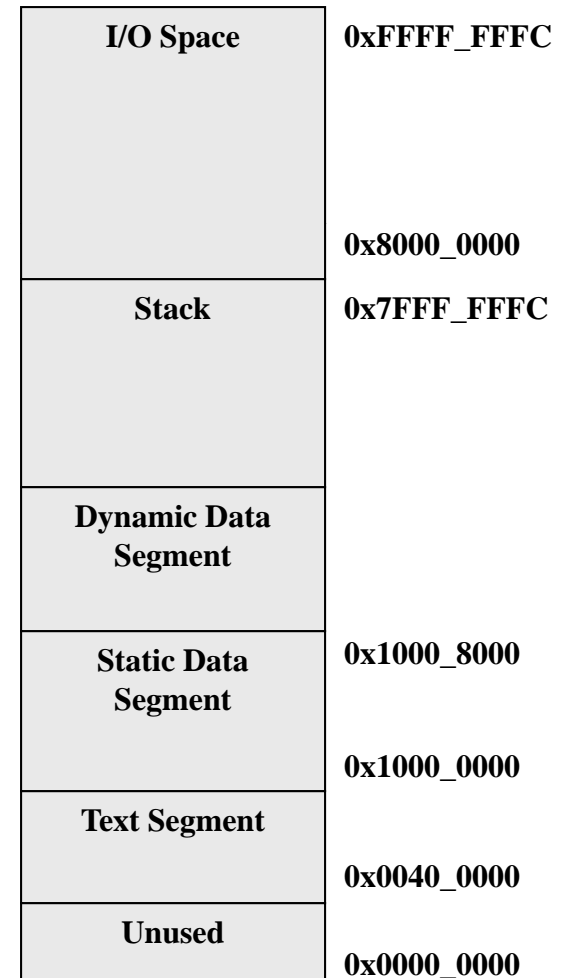 I/O Space 0xFFFF_FFFC
0x8000_0000
Stack 0x7FFF_FFFC
Dynamic Data
Segment
Static Data 0x1000_8000
Segment
0x1000_0000
Text Segment
0x0040_0000
Unused
0x0000_0000